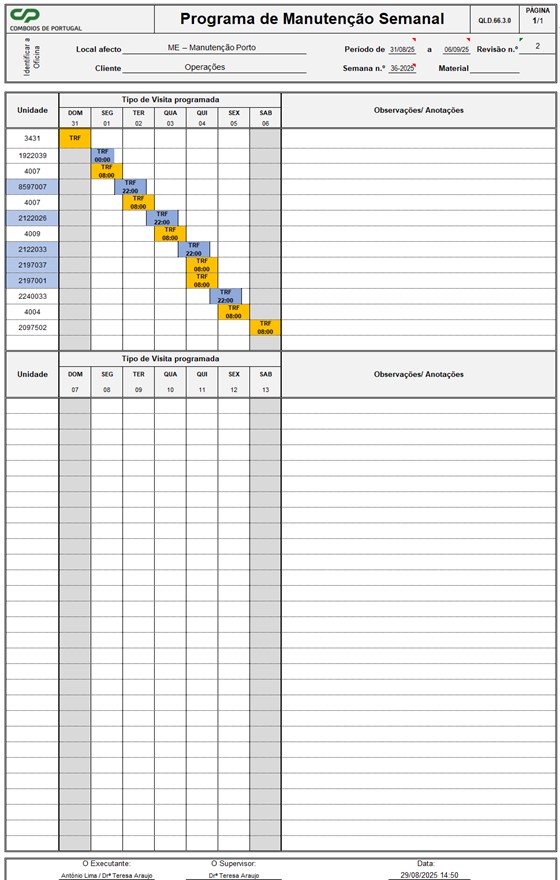 CP
COMBOIOS DE PORTUGAL
Programa de Manutenção Semanal
QLD.66.3.0
PÁGINA
1/1
Identificar a Oficina
Local afecto ME – Manutenção Porto
Período de 31/08/25 a 06/09/25 Revisão n.º 2
Cliente Operações
Semana n.º 36-2025 Material
Unidade Tipo de Visita programada Observações/ Anotações
DOM SEG TER QUA QUI SEX SAB
31 01 02 03 04 05 06
3431 TRF
1922039 TRF 00:00
4007 TRF 08:00
8597007 TRF 22:00
4007 TRF 08:00
2122026 TRF 22:00
4009 TRF 08:00
2122033 TRF 22:00
2197037 TRF 08:00
2197001 TRF 08:00
2240033 TRF 22:00
4004 TRF 08:00
2097502 TRF 08:00
Unidade Tipo de Visita programada Observações/ Anotações
DOM SEG TER QUA QUI SEX SAB
07 08 09 10 11 12 13
O Executante: O Supervisor: Data:
António Lima / Drª Teresa Araujo Drª Teresa Araujo 29/08/2025 14:50